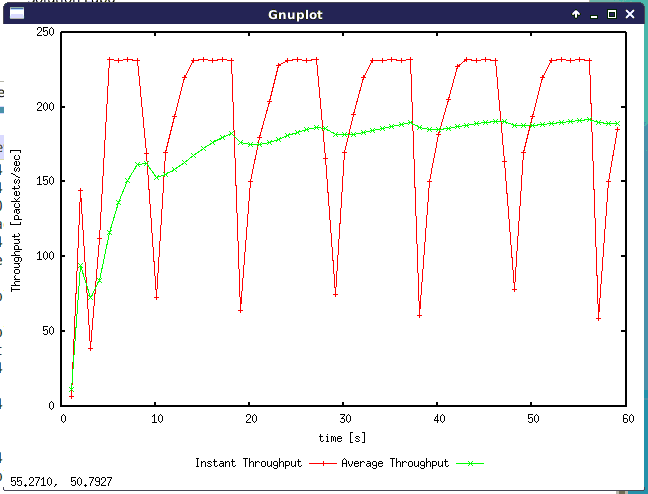 Gnuplot
250
200
150
100
50
0
Throughput [packets/sec]
0 10 20 30 40 50 60
time [s]
Instant Throughput Average Throughput
55.2710, 50.7927